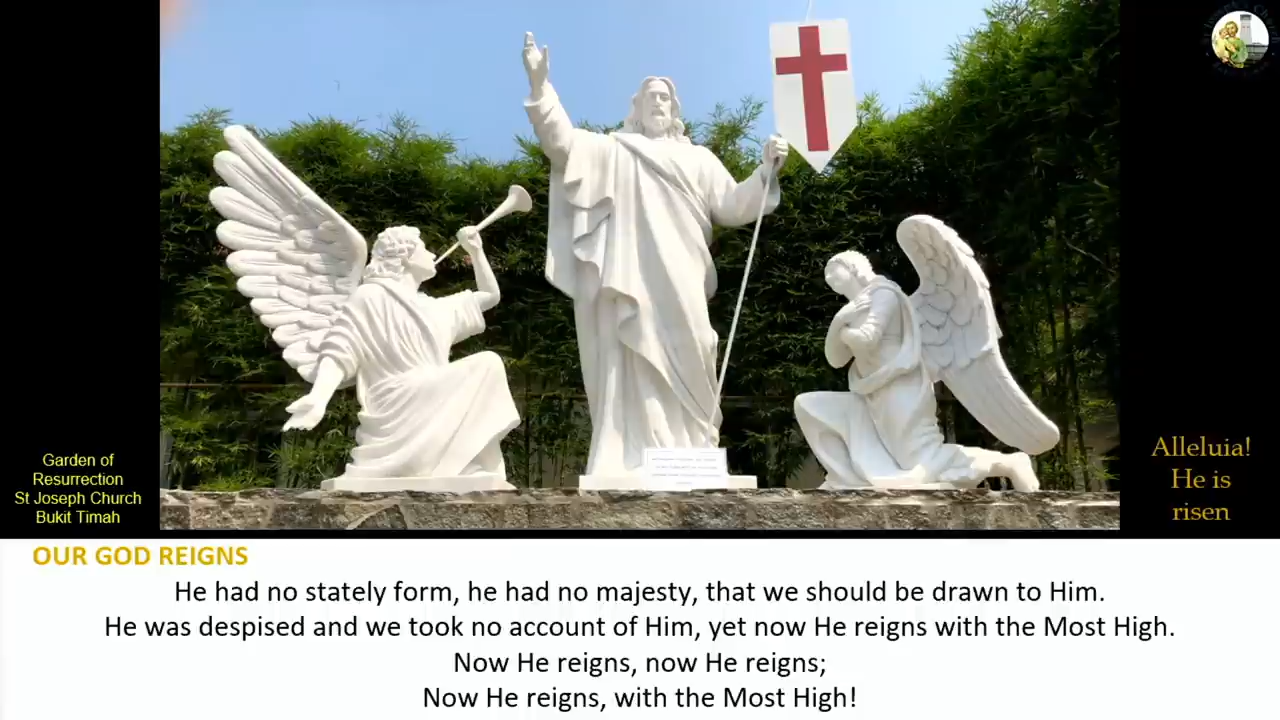 Garden of
Resurrection
St Joseph Church
Bukit Timah
Alleluia!
He is
risen
OUR GOD REIGNS
He had no stately form, he had no majesty, that we should be drawn to Him.
He was despised and we took no account of Him, yet now He reigns with the Most High.
Now He reigns, now He reigns;
Now He reigns, with the Most High!